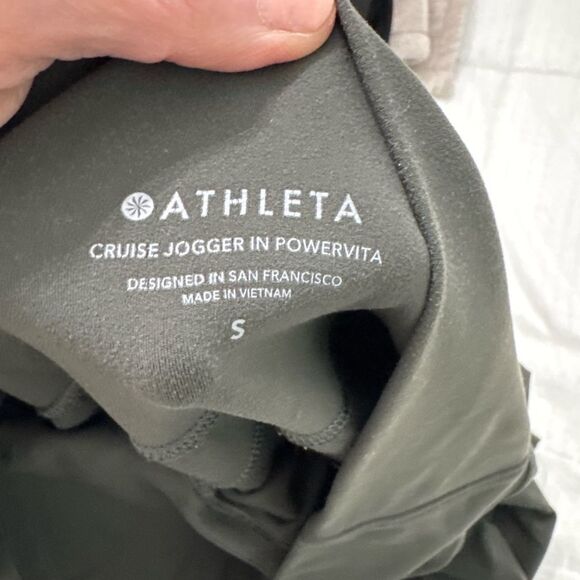 ATHLETA
CRUISE JOGGER IN POWERVITA
DESIGNED IN SAN FRANCISCO
MADE IN VIETNAM
S